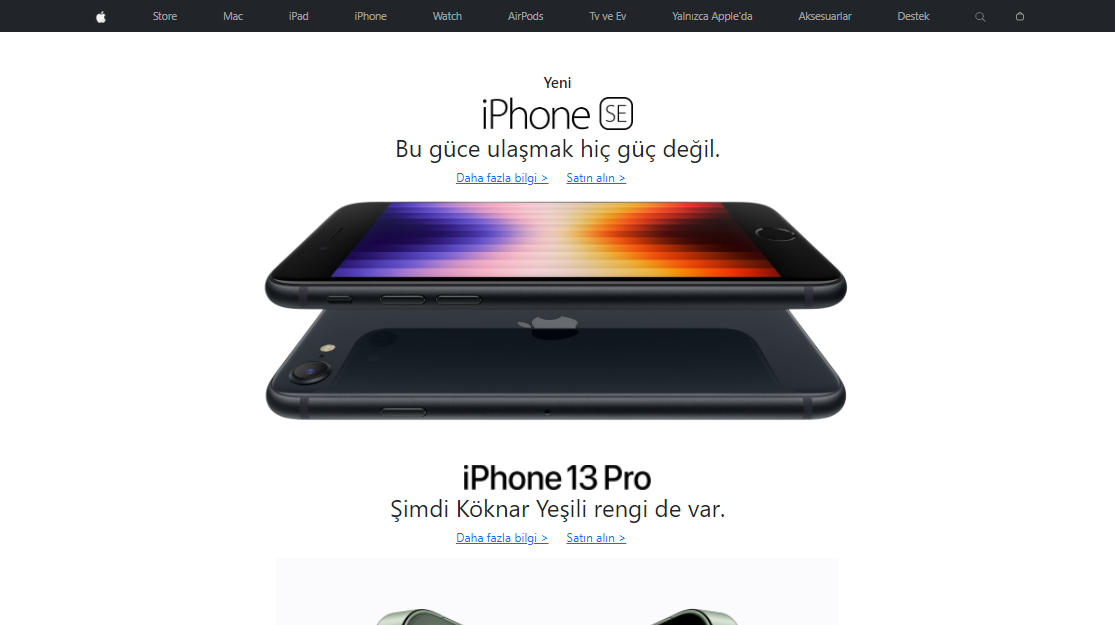 Store Mac iPad iPhone Watch AirPods Tv ve Ev Yalnızca Apple'da Aksesuarlar Destek
Yeni
iPhone SE
Bu güce ulaşmak hiç güç değil.
Daha fazla bilgi > Satın alın >
iPhone 13 Pro
Şimdi Köknar Yeşili rengi de var.
Daha fazla bilgi > Satın alın >